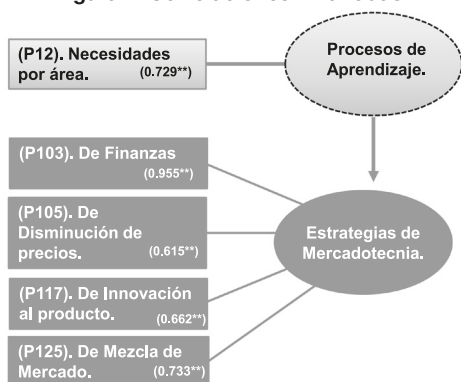 (P12). Necesidades
por área. (0.729**)
Procesos de
Aprendizaje.
(P103). De Finanzas
(0.955**)
(P105). De
Disminución de
precios. (0.615**)
(P117). De Innovación
al producto. (0.662**)
(P125). De Mezcla de
Mercado. (0.733**)
Estrategias de
Mercadotecnia.